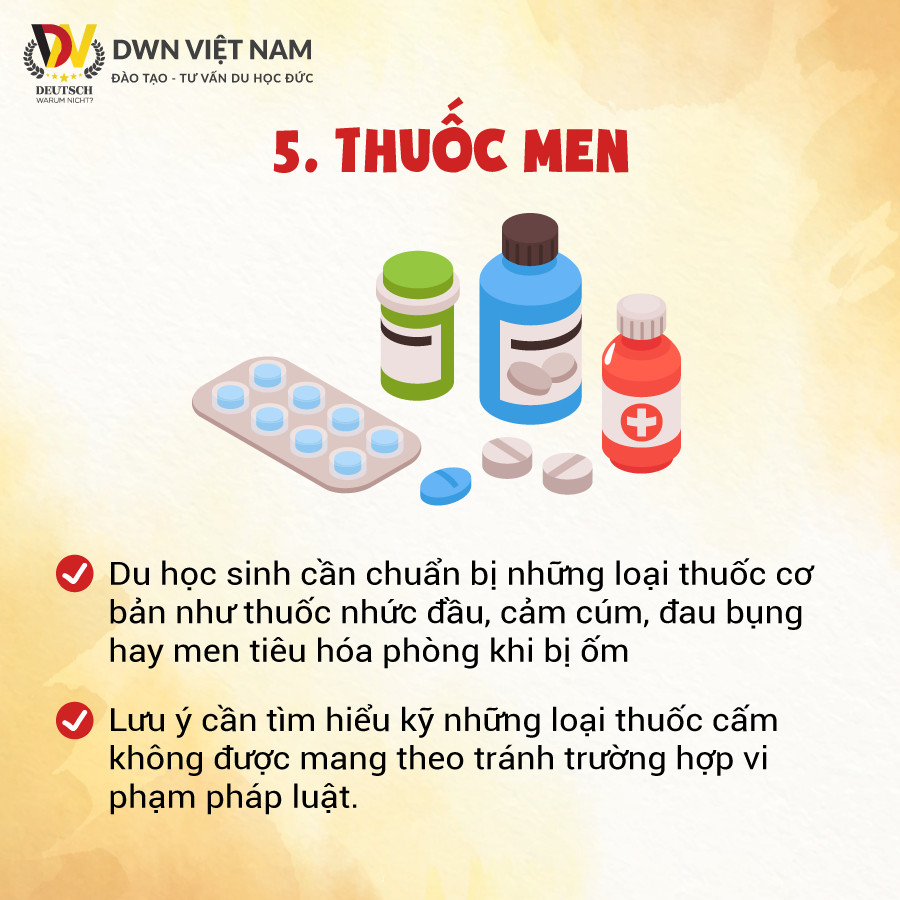 DWN VIỆT NAM
ĐÀO TẠO - TƯ VẤN DU HỌC ĐỨC
DEUTSCH
WARUM NICHT?
5. THUỐC MEN
Du học sinh cần chuẩn bị những loại thuốc cơ
bản như thuốc nhức đầu, cảm cúm, đau bụng
hay men tiêu hóa phòng khi bị ốm
Lưu ý cần tìm hiểu kỹ những loại thuốc cấm
không được mang theo tránh trường hợp vi
phạm pháp luật.